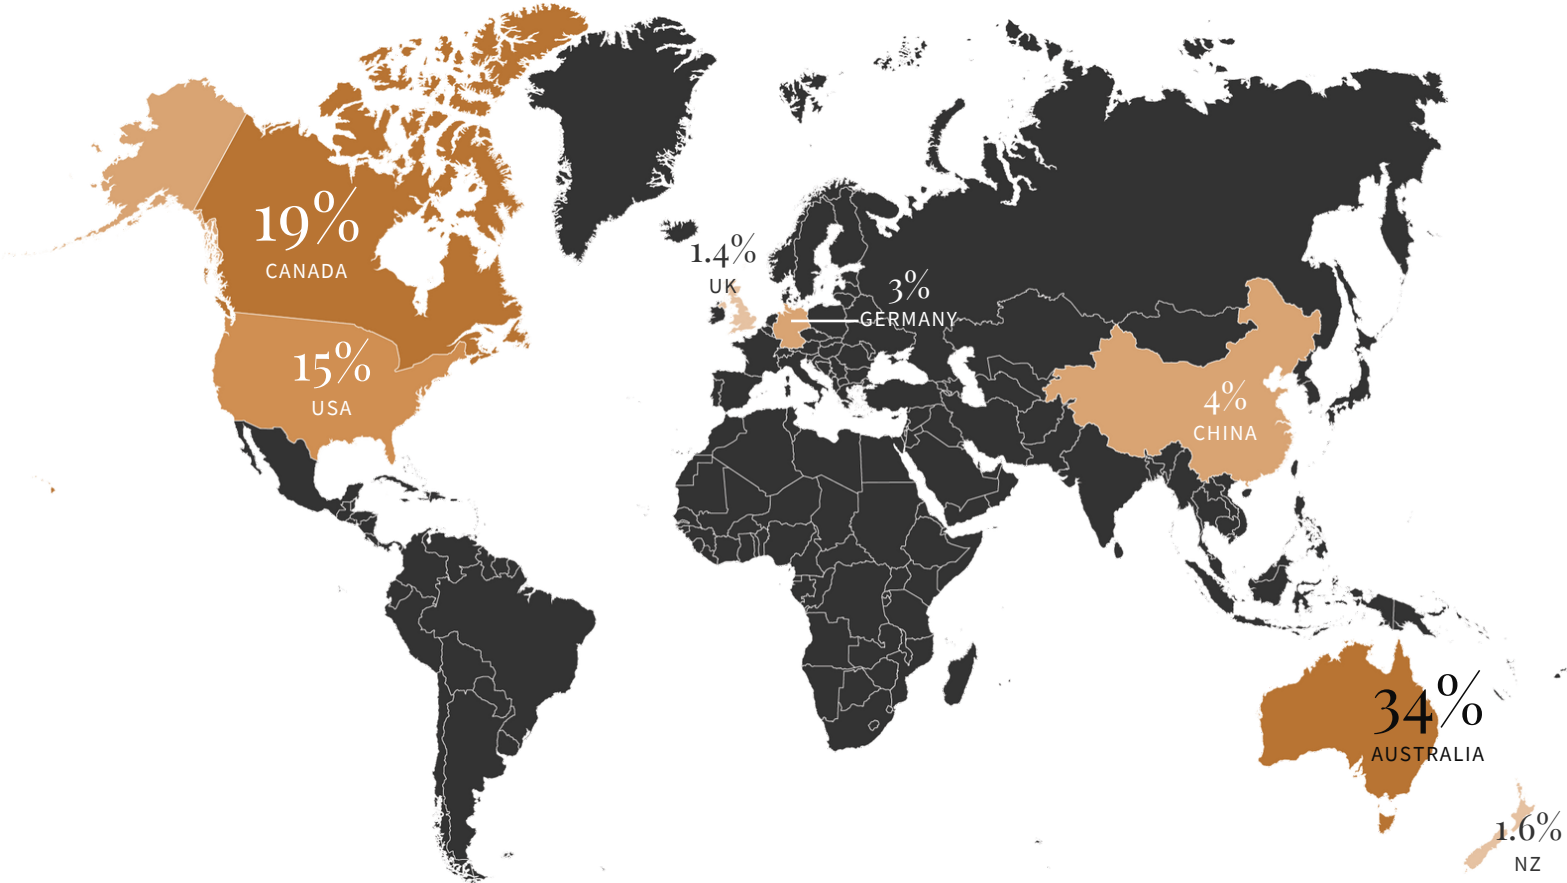 19%
CANADA
15%
USA
1.4%
UK
3%
GERMANY
4%
CHINA
34%
AUSTRALIA
1.6%
NZ